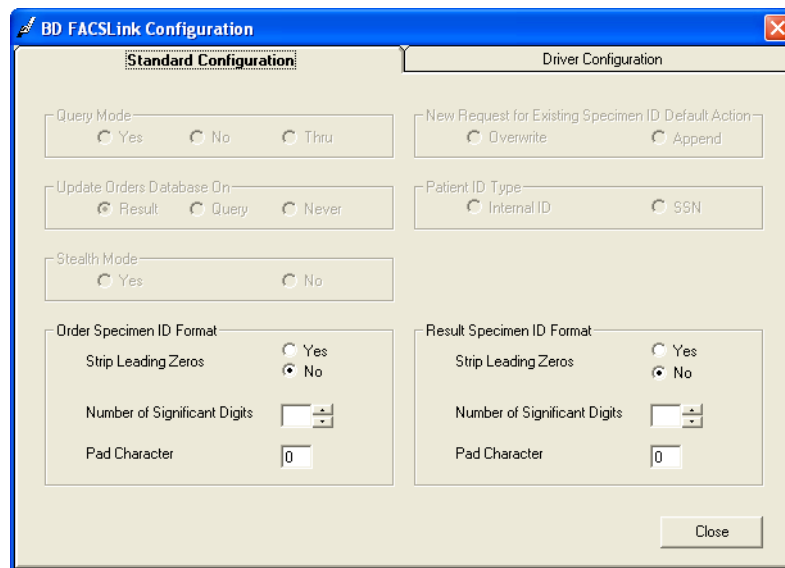 BD FACSLink Configuration
Standard Configuration
Driver Configuration
Query Mode
Yes No Thru
New Request for Existing Specimen ID Default Action
Overwrite Append
Update Orders Database On
Result Query Never
Patient ID Type
Internal ID SSN
Stealth Mode
Yes No
Order Specimen ID Format
Strip Leading Zeros
Yes
No
Number of Significant Digits
Pad Character 0
Result Specimen ID Format
Strip Leading Zeros
Yes
No
Number of Significant Digits
Pad Character 0
Close